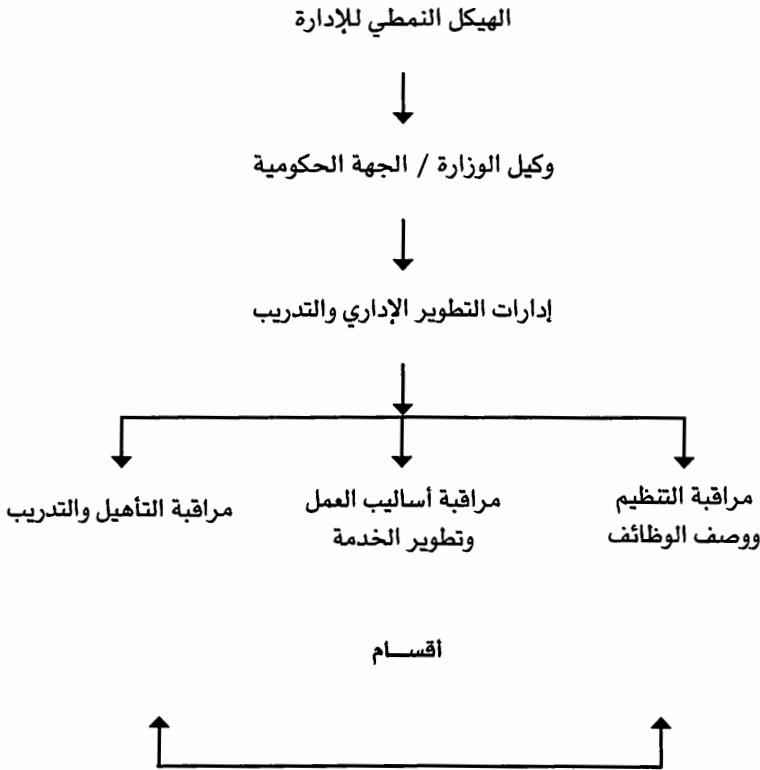 الهيكل النمطي للإدارة
وكيل الوزارة / الجهة الحكومية
إدارات التطوير الإداري والتدريب
مراقبة التنظيم
ووصف الوظائف
مراقبة أساليب العمل
وتطوير الخدمة
مراقبة التأهيل والتدريب
أقســام